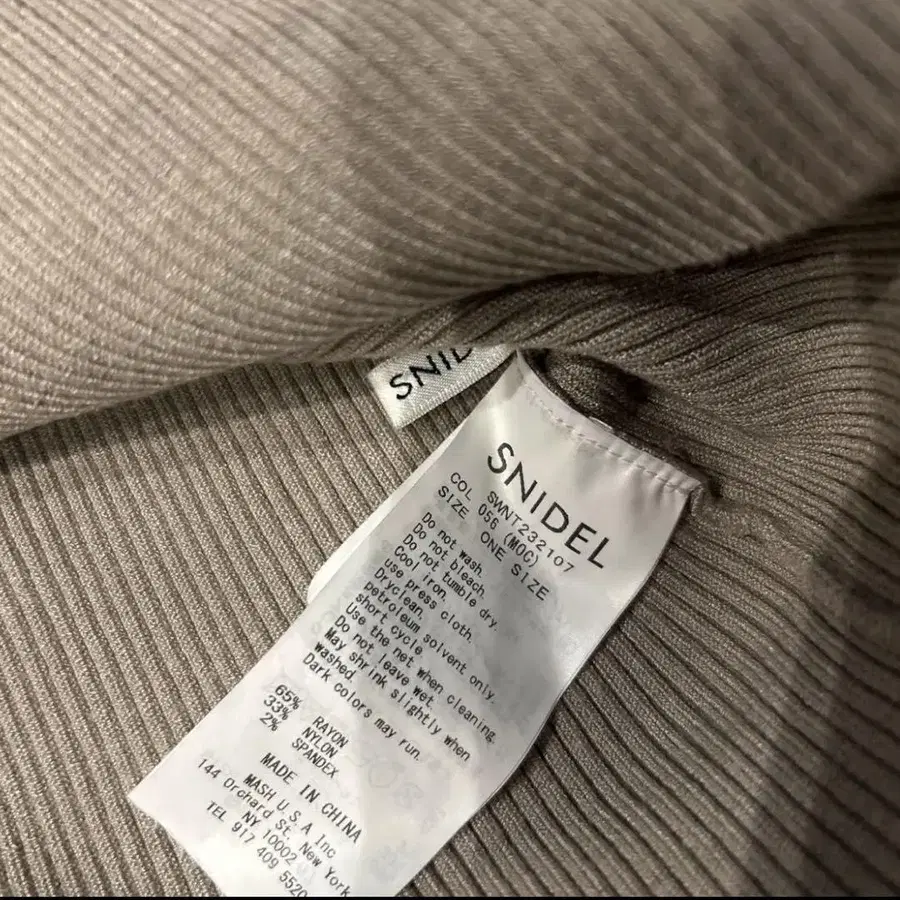 SNID
SNIDEL
SWNT232107
COL 056 (MOC)
SIZE ONE SIZE
Do not wash.
Do not bleach.
Do not tumble dry.
Cool iron.
use press cloth.
Dryclean,
petroleum solvent only.
short cycle.
Use the net when cleaning.
Do not leave wet.
May shrink slightly when
washed.
Dark colors may run.
65% RAYON
33% NYLON
2% SPANDEX
MADE IN CHINA
MASH U.S.A Inc
144 Orchard St. New York
NY 10002
TEL 917 409 5520